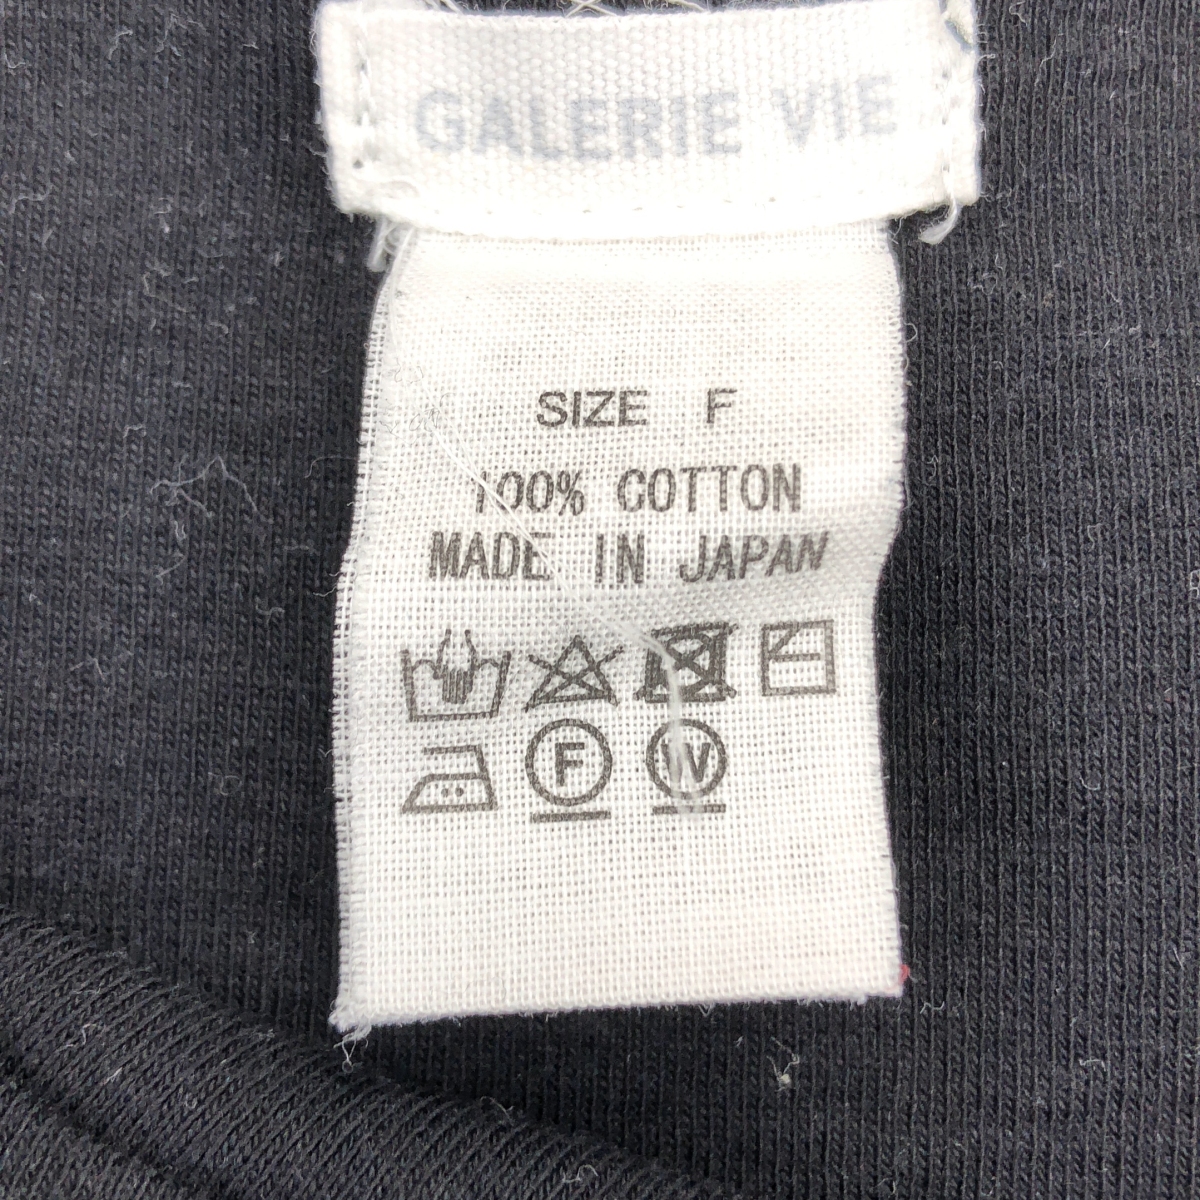 GALERIE VIE
SIZE F
100% COTTON
MADE IN JAPAN
F W